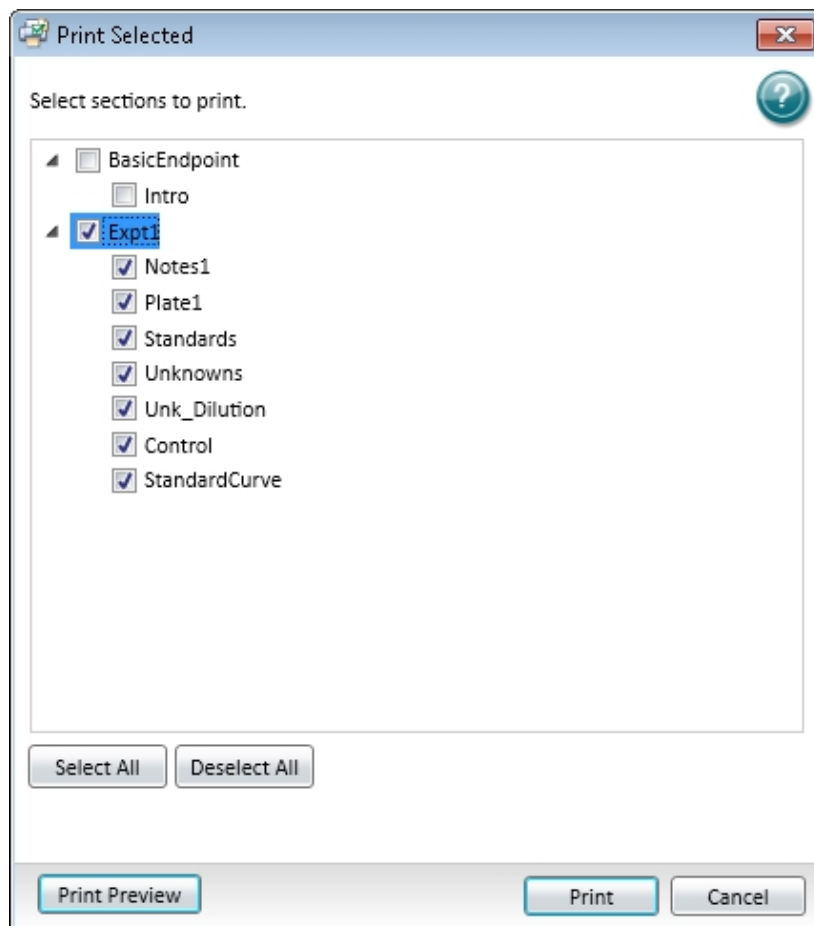 Print Selected
Select sections to print.
?
BasicEndpoint
Intro
Expt1
Notes1
Plate1
Standards
Unknowns
Unk_Dilution
Control
StandardCurve
Select All Deselect All
Print Preview Print Cancel